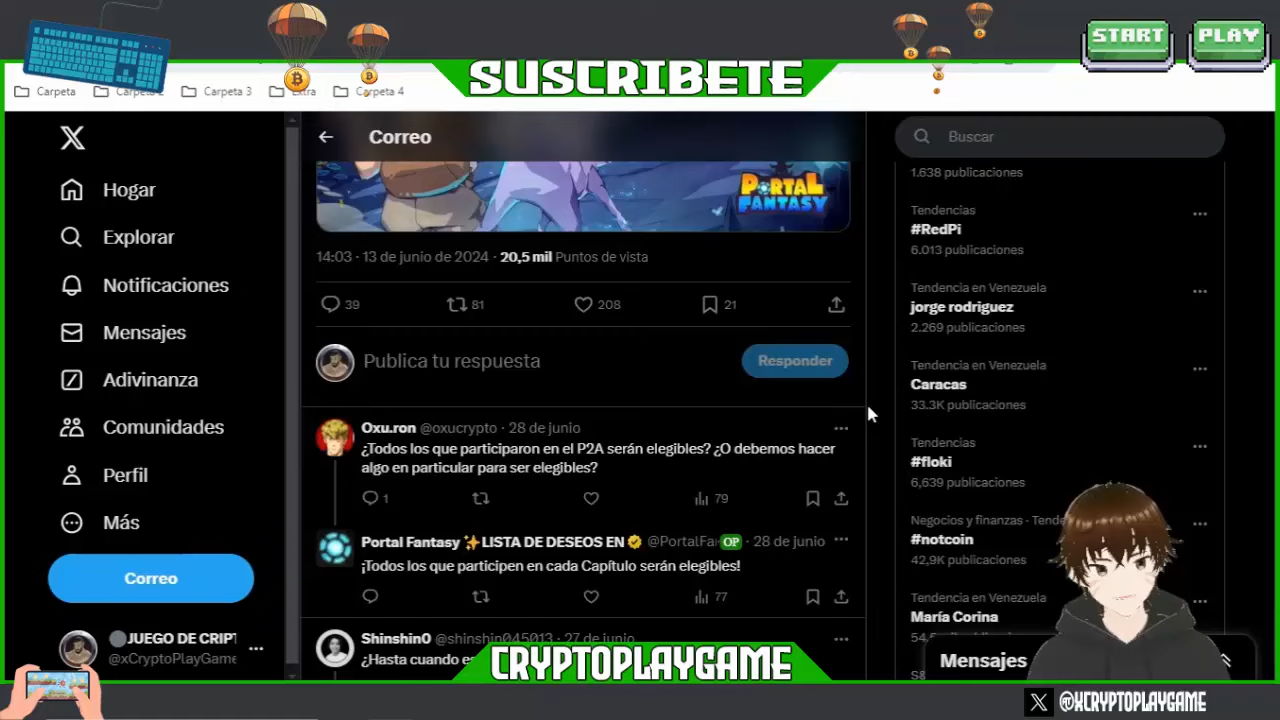 START
PLAY
SUSCRIBETE
Carpeta
Carpeta 2
Carpeta 3
Extra
Carpeta 4
Correo
Buscar
Hogar
Explorar
Notificaciones
Mensajes
Adivinanza
Comunidades
Perfil
Más
Correo
JUEGO DE CRIPT
@xCryptoPlayGame
PORTAL
FANTASY
14:03 · 13 de junio de 2024 · 20,5 mil Puntos de vista
39 81 208 21
Publica tu respuesta
Responder
Oxu.ron @oxucrypto · 28 de junio
¿Todos los que participaron en el P2A serán elegibles? ¿O debemos hacer
algo en particular para ser elegibles?
1 79
Portal Fantasy ✨LISTA DE DESEOS EN @PortalFa OP · 28 de junio
¡Todos los que participen en cada Capítulo serán elegibles!
77
Shinshin0 @shinshin045013 · 27 de junio
¿Hasta cuando es
1.638 publicaciones
Tendencias
#RedPi
6.013 publicaciones
Tendencia en Venezuela
jorge rodriguez
2.269 publicaciones
Tendencia en Venezuela
Caracas
33.3K publicaciones
Tendencias
#floki
6,639 publicaciones
Negocios y finanzas · Tende
#notcoin
42,9K publicaciones
Tendencia en Venezuela
María Corina
Mensajes
CRYPTOPLAYGAME
@XCRYPTOPLAYGAME